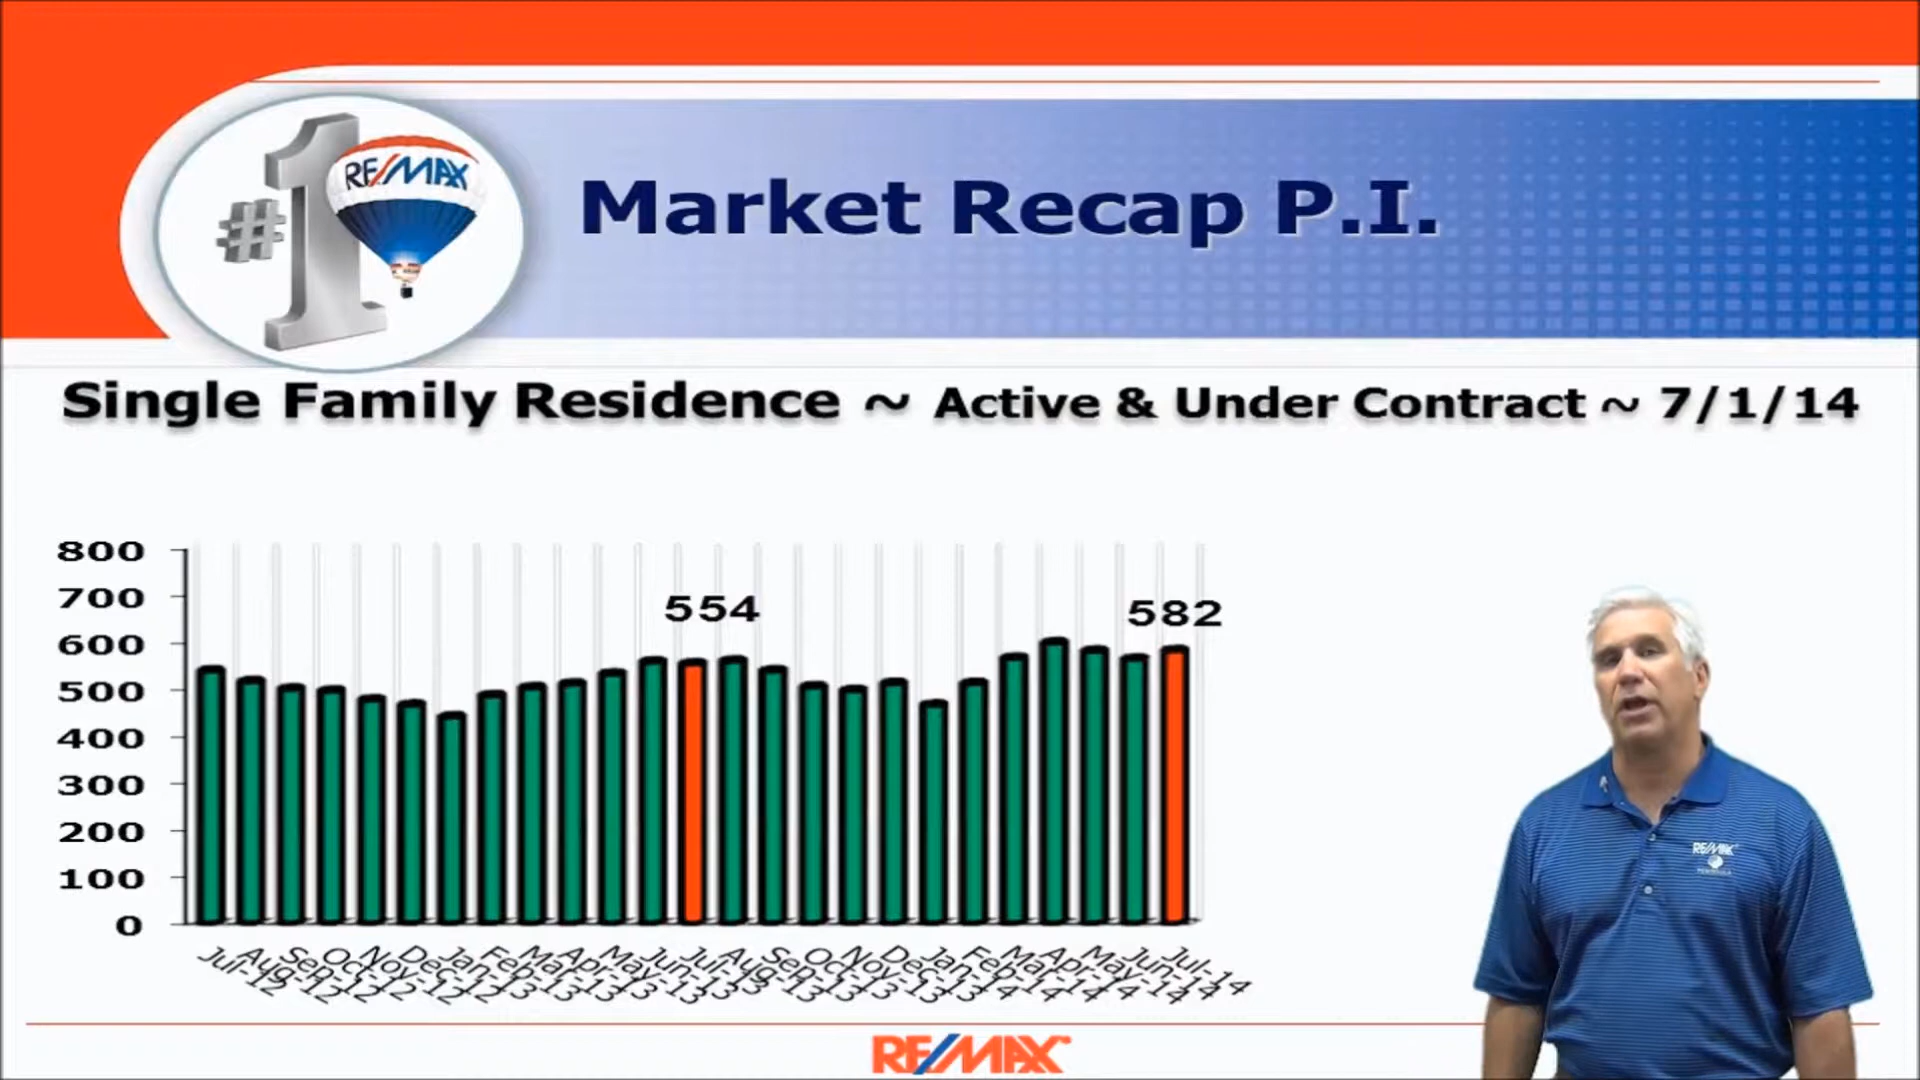 #1
RE/MAX
Market Recap P.I.
Single Family Residence ~ Active & Under Contract ~ 7/1/14
800
700
600
500
400
300
200
100
0
554
582
Jul-12
Aug-12
Sep-12
Oct-12
Nov-12
Dec-12
Jan-13
Feb-13
Mar-13
Apr-13
May-13
Jun-13
Jul-13
Aug-13
Sep-13
Oct-13
Nov-13
Dec-13
Jan-14
Feb-14
Mar-14
Apr-14
May-14
Jun-14
Jul-14
RE/MAX
RE/MAX